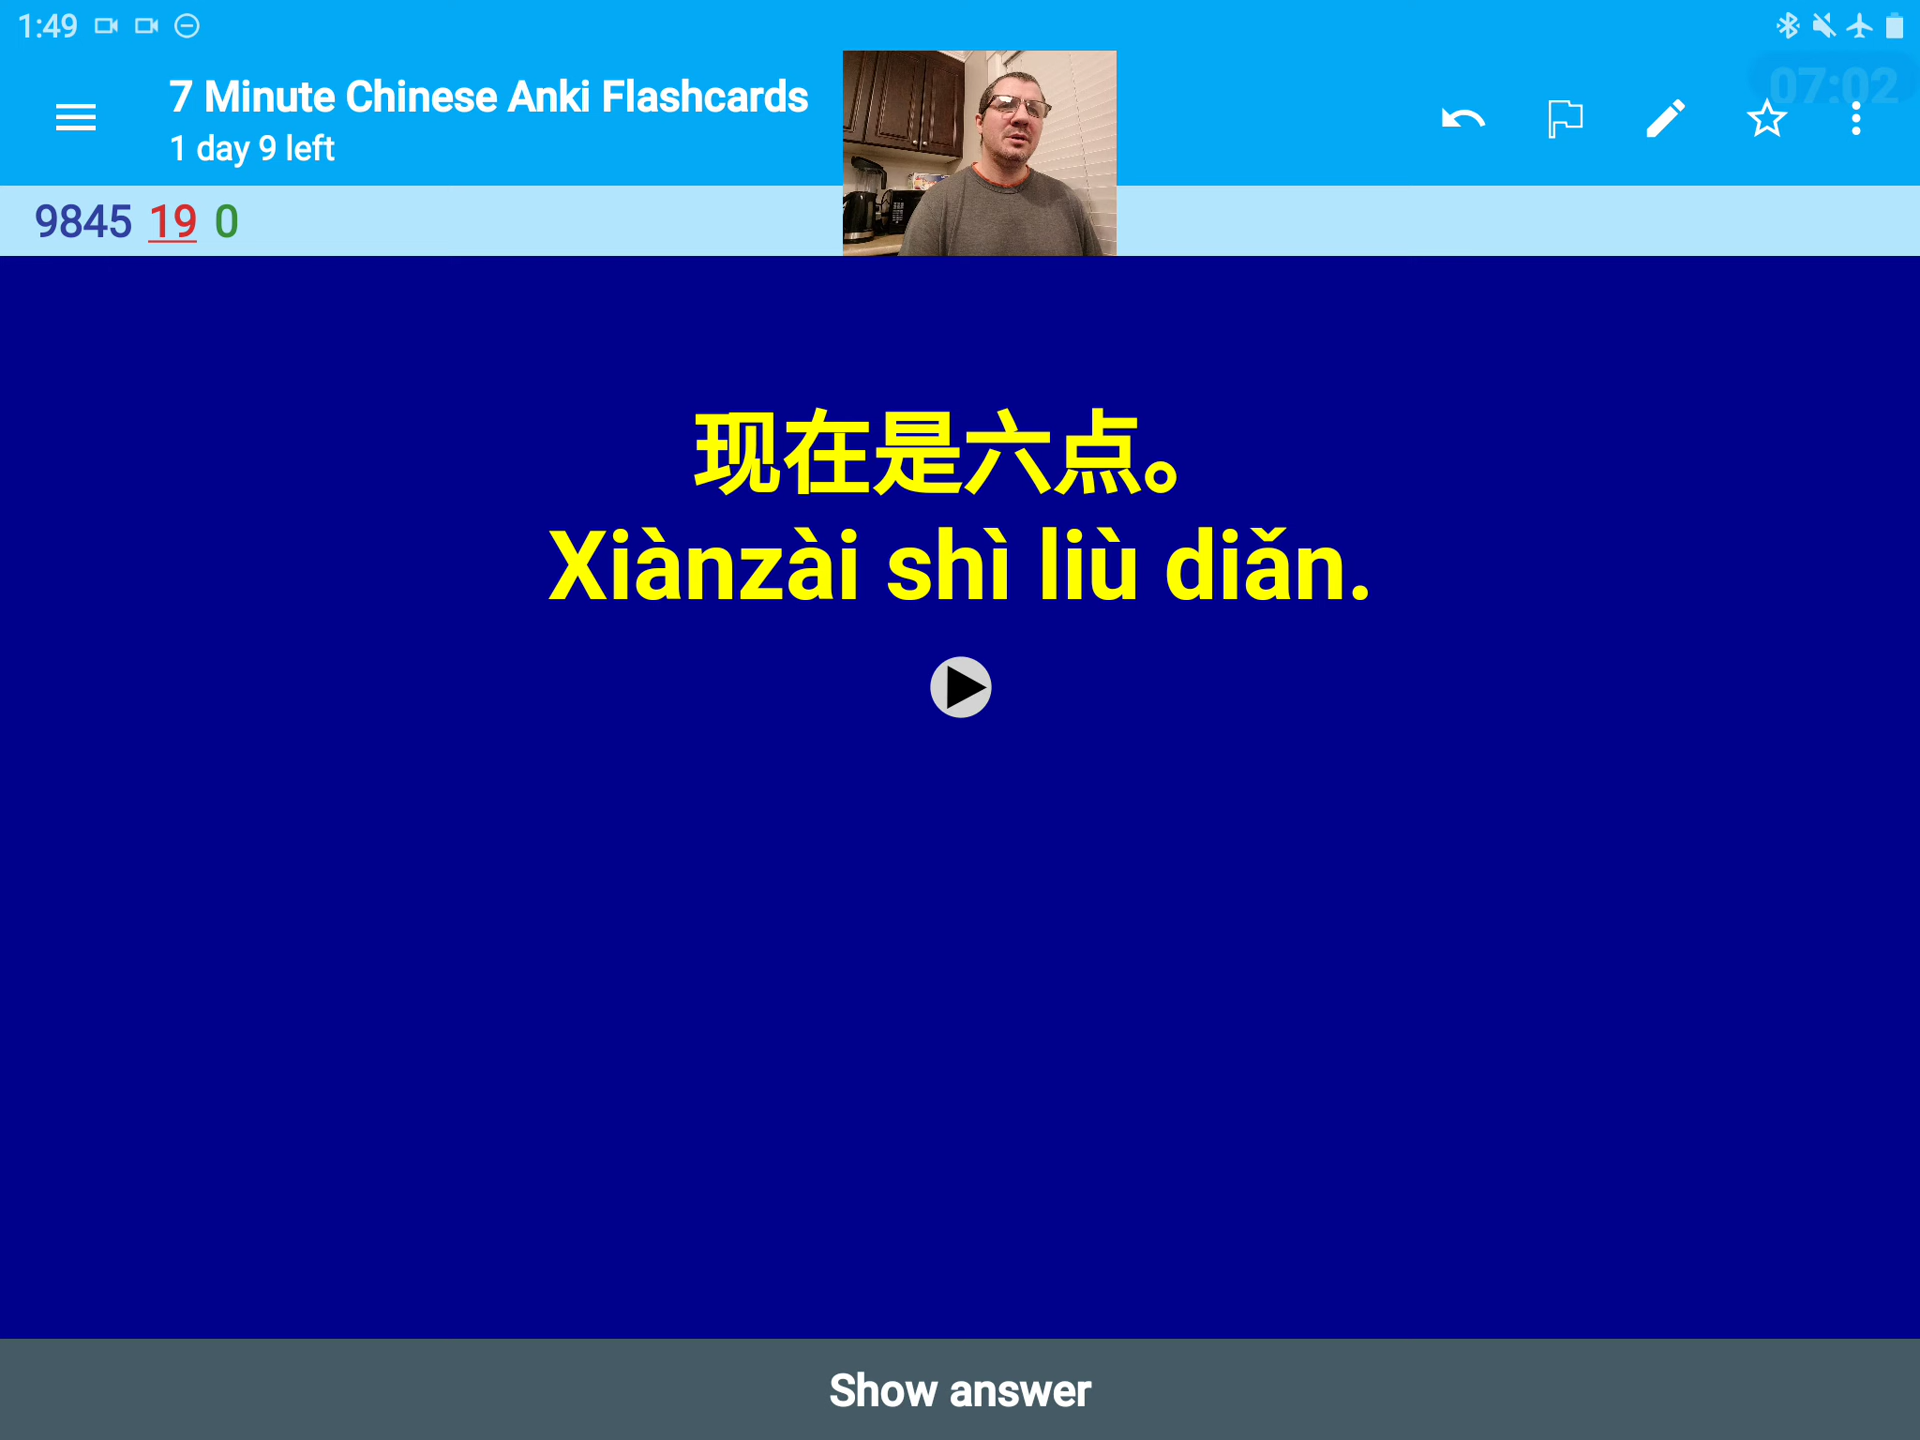 1:49
07:02
7 Minute Chinese Anki Flashcards
1 day 9 left
9845 19 0
现在是六点。
Xiànzài shì liù diǎn.
Show answer